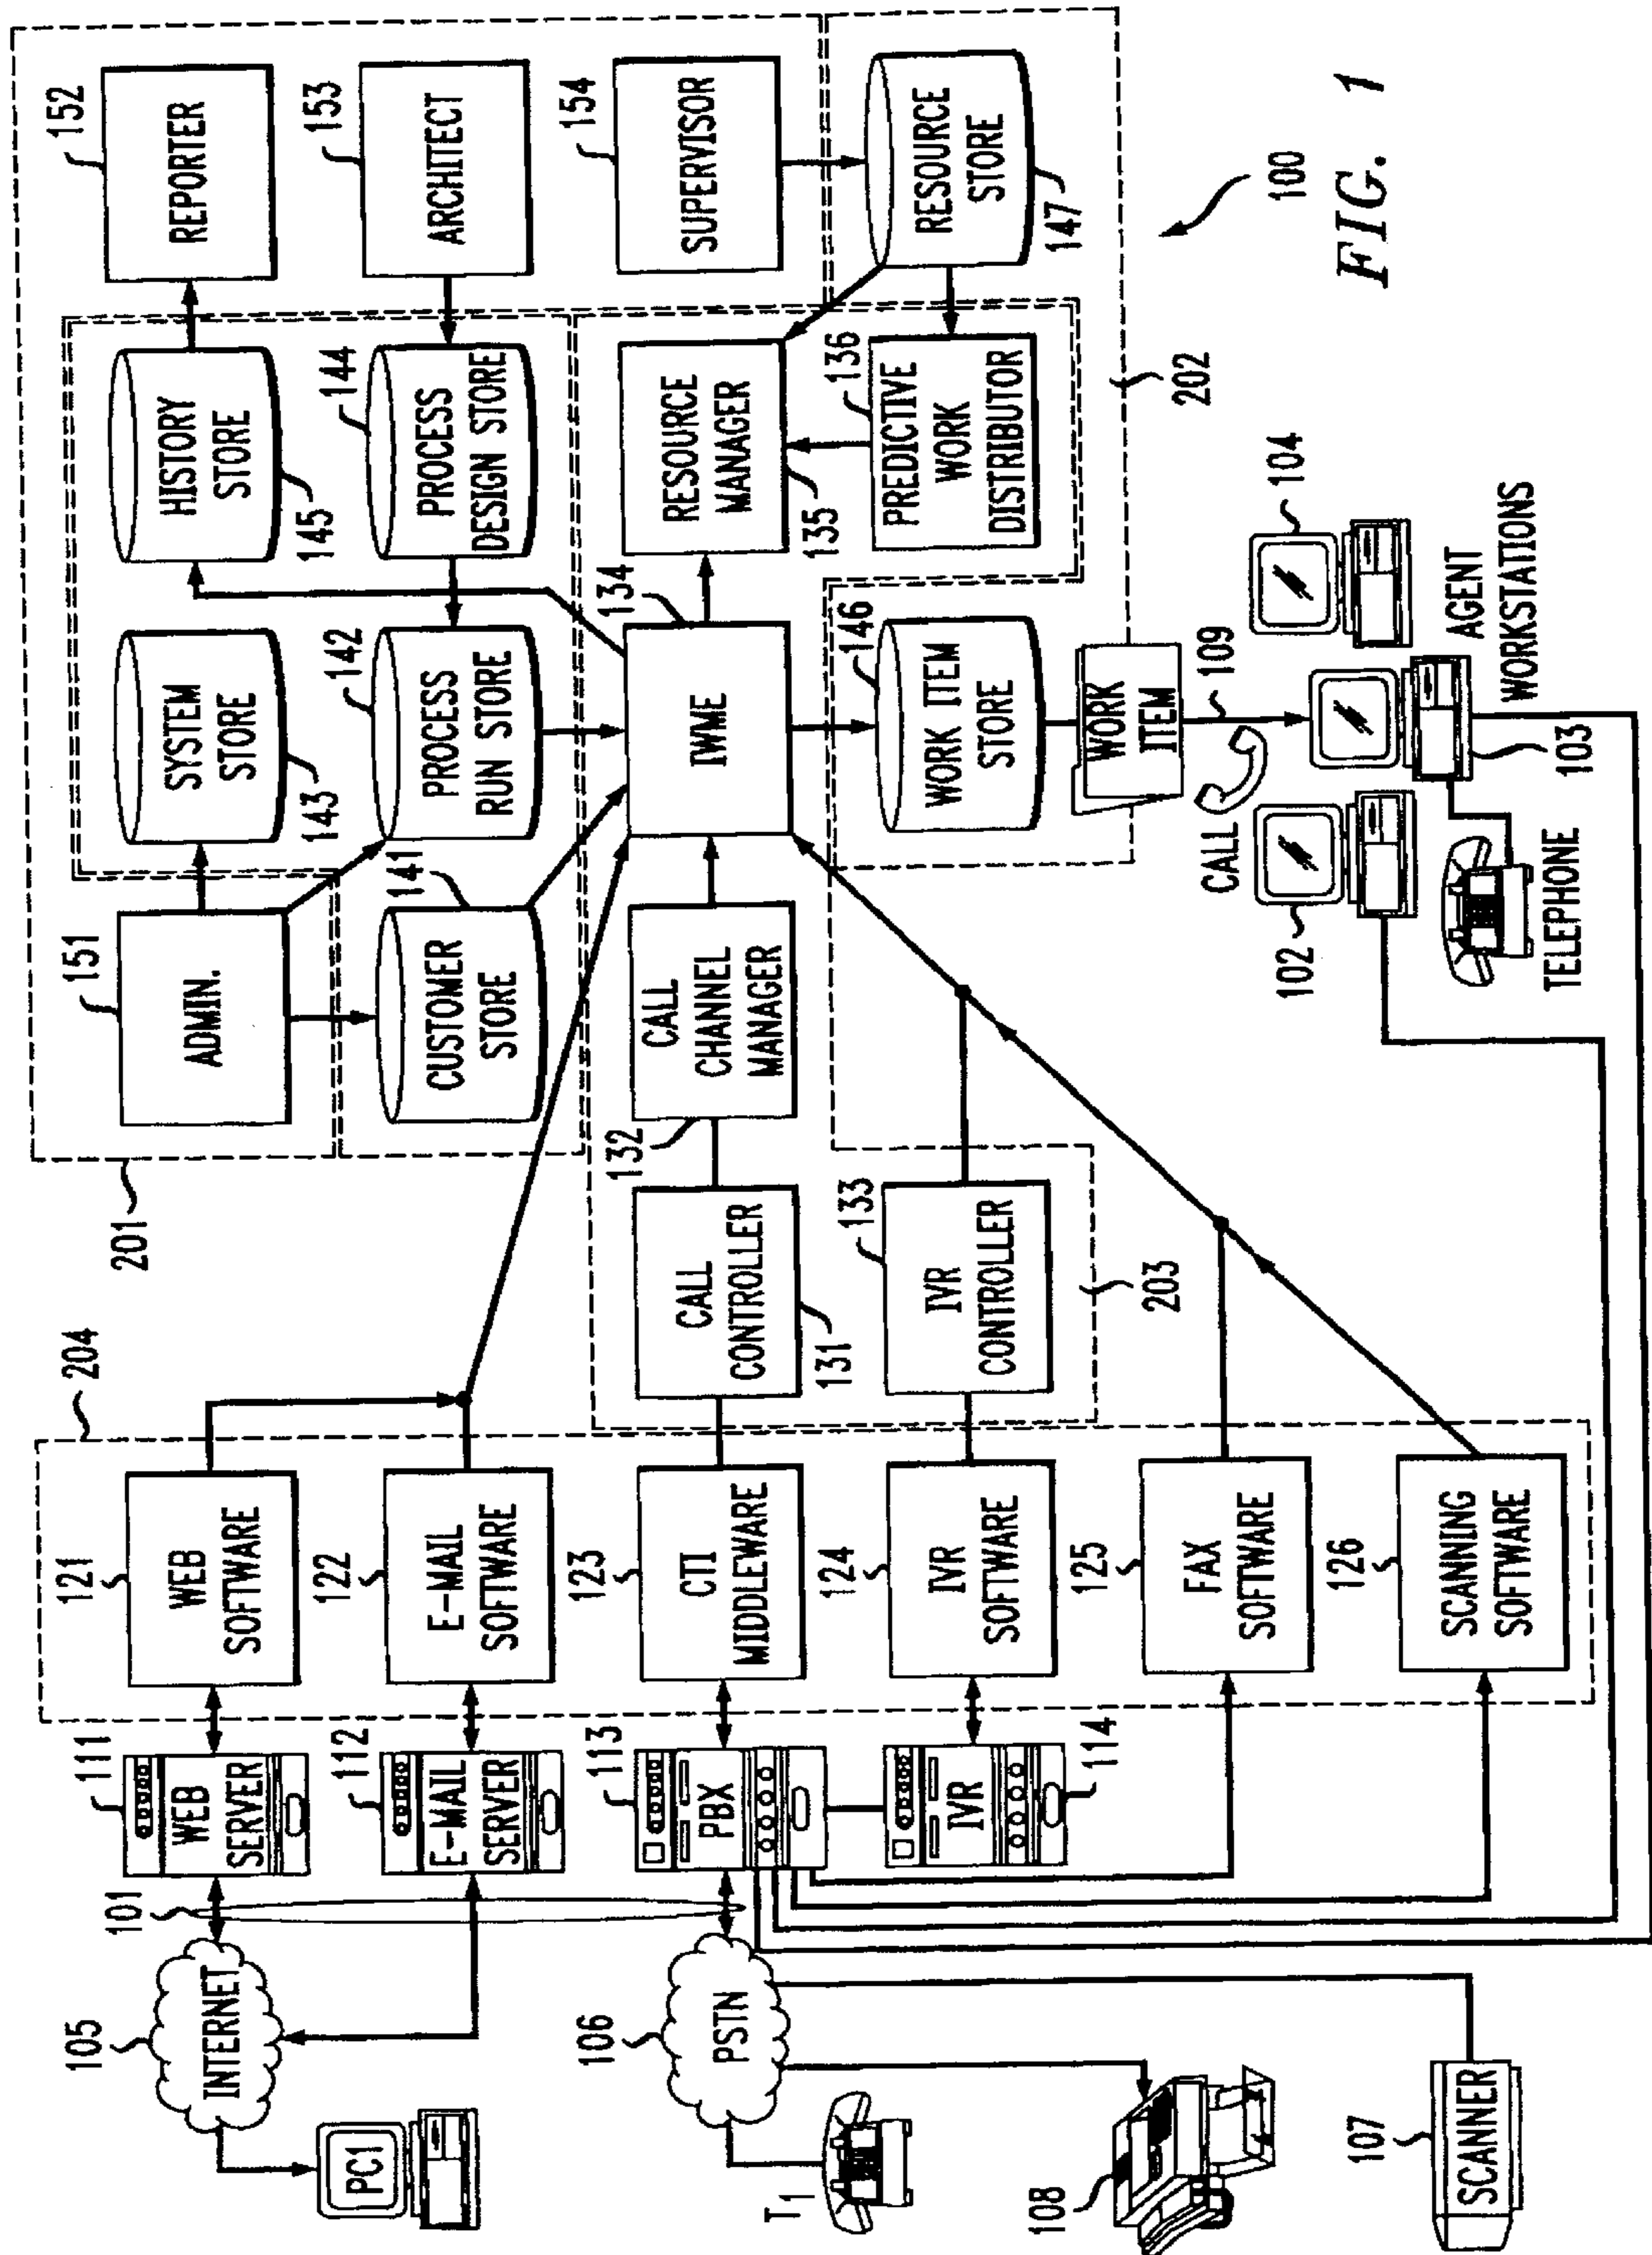 101
105
INTERNET
PC1
106
PSTN
T1
108
107
SCANNER
111
WEB
SERVER
112
E-MAIL
SERVER
113
PBX
IVR
114
204
121
WEB
SOFTWARE
122
E-MAIL
SOFTWARE
123
CTI
MIDDLEWARE
124
IVR
SOFTWARE
125
FAX
SOFTWARE
126
SCANNING
SOFTWARE
201
CALL
CONTROLLER
131
133
IVR
CONTROLLER
203
132
CALL
CHANNEL
MANAGER
151
ADMIN.
141
CUSTOMER
STORE
SYSTEM
STORE
143
142
PROCESS
RUN STORE
134
IWME
146
WORK ITEM
STORE
HISTORY
STORE
145
144
PROCESS
DESIGN STORE
RESOURCE
MANAGER
135
136
PREDICTIVE
WORK
DISTRIBUTOR
152
REPORTER
153
ARCHITECT
154
SUPERVISOR
RESOURCE
STORE
147
202
WORK
ITEM
109
CALL
102
103
104
TELEPHONE
AGENT
WORKSTATIONS
100
FIG. 1